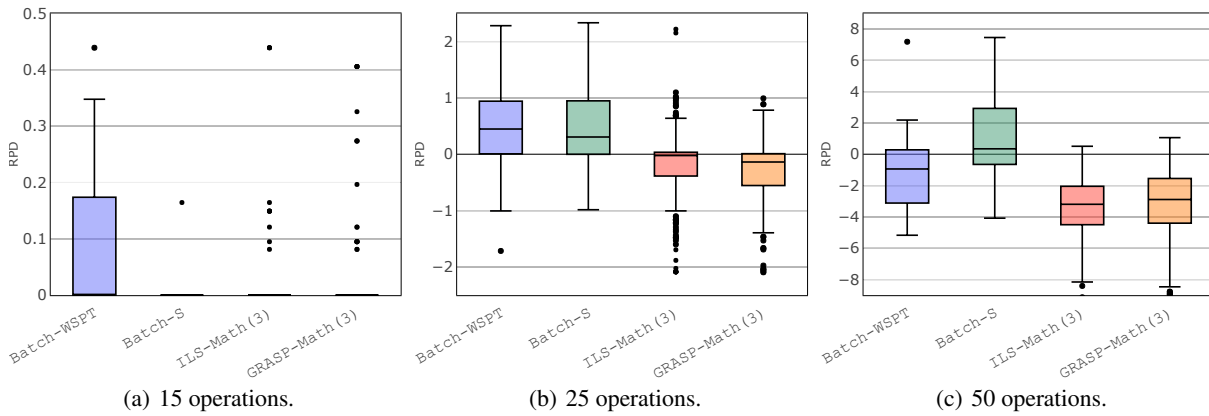 0.5
0.4
0.3
0.2
0.1
0
RPD
Batch-WSPT
Batch-S
ILS-Math(3)
GRASP-Math(3)
(a) 15 operations.
2
1
0
−1
−2
RPD
Batch-WSPT
Batch-S
ILS-Math(3)
GRASP-Math(3)
(b) 25 operations.
8
6
4
2
0
−2
−4
−6
−8
RPD
Batch-WSPT
Batch-S
ILS-Math(3)
GRASP-Math(3)
(c) 50 operations.